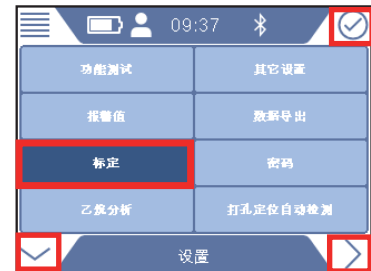 09:37
功能测试 其它设置
报警值 数据导出
标定 密码
乙炔分析 打孔定位自动检测
设置